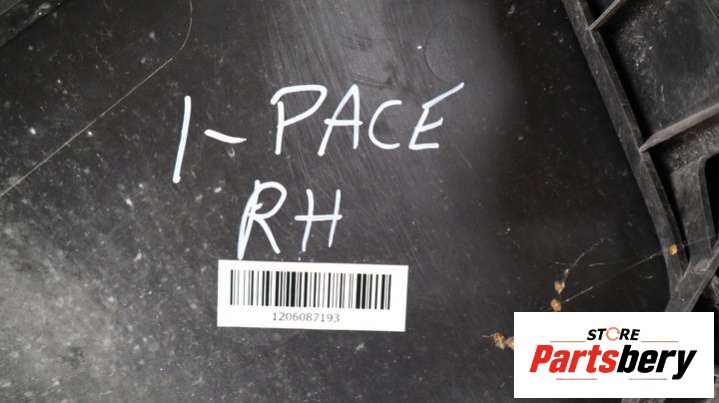 I-PACE
RH
1206087193
STORE
Partsbery